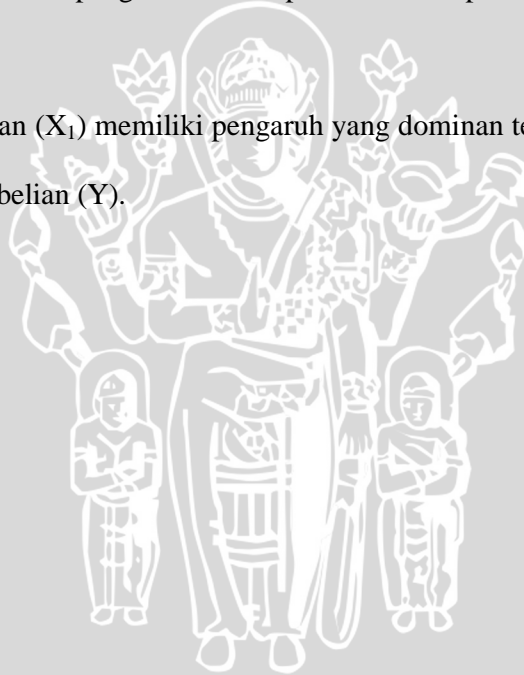 an (X₁) memiliki pengaruh yang dominan te
belian (Y).